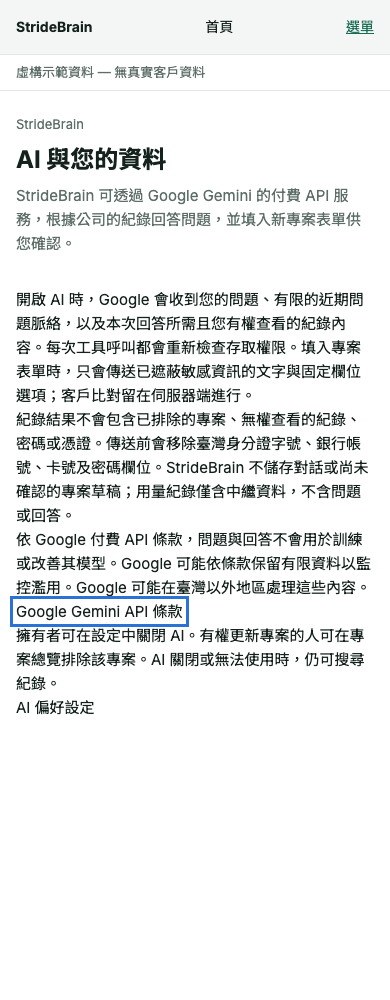 StrideBrain
首頁
選單
虛構示範資料 — 無真實客戶資料
StrideBrain
AI 與您的資料
StrideBrain 可透過 Google Gemini 的付費 API 服
務，根據公司的紀錄回答問題，並填入新專案表單供
您確認。
開啟 AI 時，Google 會收到您的問題、有限的近期問
題脈絡，以及本次回答所需且您有權查看的紀錄內
容。每次工具呼叫都會重新檢查存取權限。填入專案
表單時，只會傳送已遮蔽敏感資訊的文字與固定欄位
選項；客戶比對留在伺服器端進行。
紀錄結果不會包含已排除的專案、無權查看的紀錄、
密碼或憑證。傳送前會移除臺灣身分證字號、銀行帳
號、卡號及密碼欄位。StrideBrain 不儲存對話或尚未
確認的專案草稿；用量紀錄僅含中繼資料，不含問題
或回答。
依 Google 付費 API 條款，問題與回答不會用於訓練
或改善其模型。Google 可能依條款保留有限資料以監
控濫用。Google 可能在臺灣以外地區處理這些內容。
Google Gemini API 條款
擁有者可在設定中關閉 AI。有權更新專案的人可在專
案總覽排除該專案。AI 關閉或無法使用時，仍可搜尋
紀錄。
AI 偏好設定